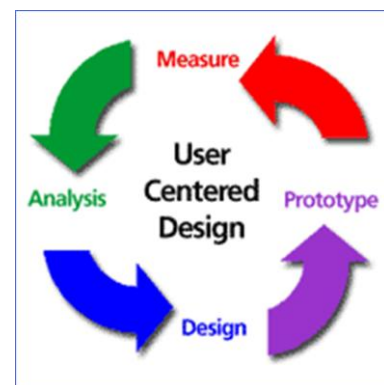 Measure
User
Centered
Design
Analysis
Prototype
Design